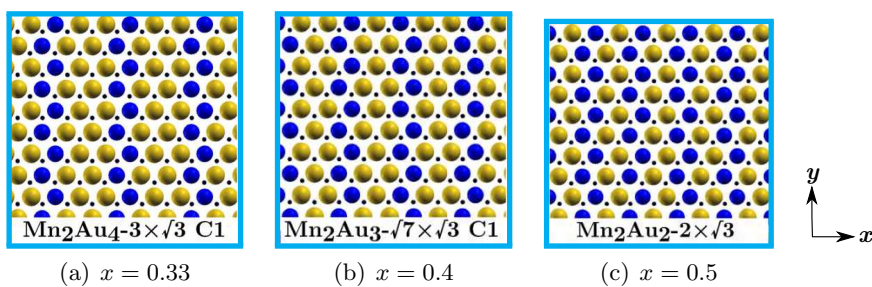 Mn₂Au₄-3×√3 C1
Mn₂Au₃-√7×√3 C1
Mn₂Au₂-2×√3
y
x
(a) x = 0.33
(b) x = 0.4
(c) x = 0.5